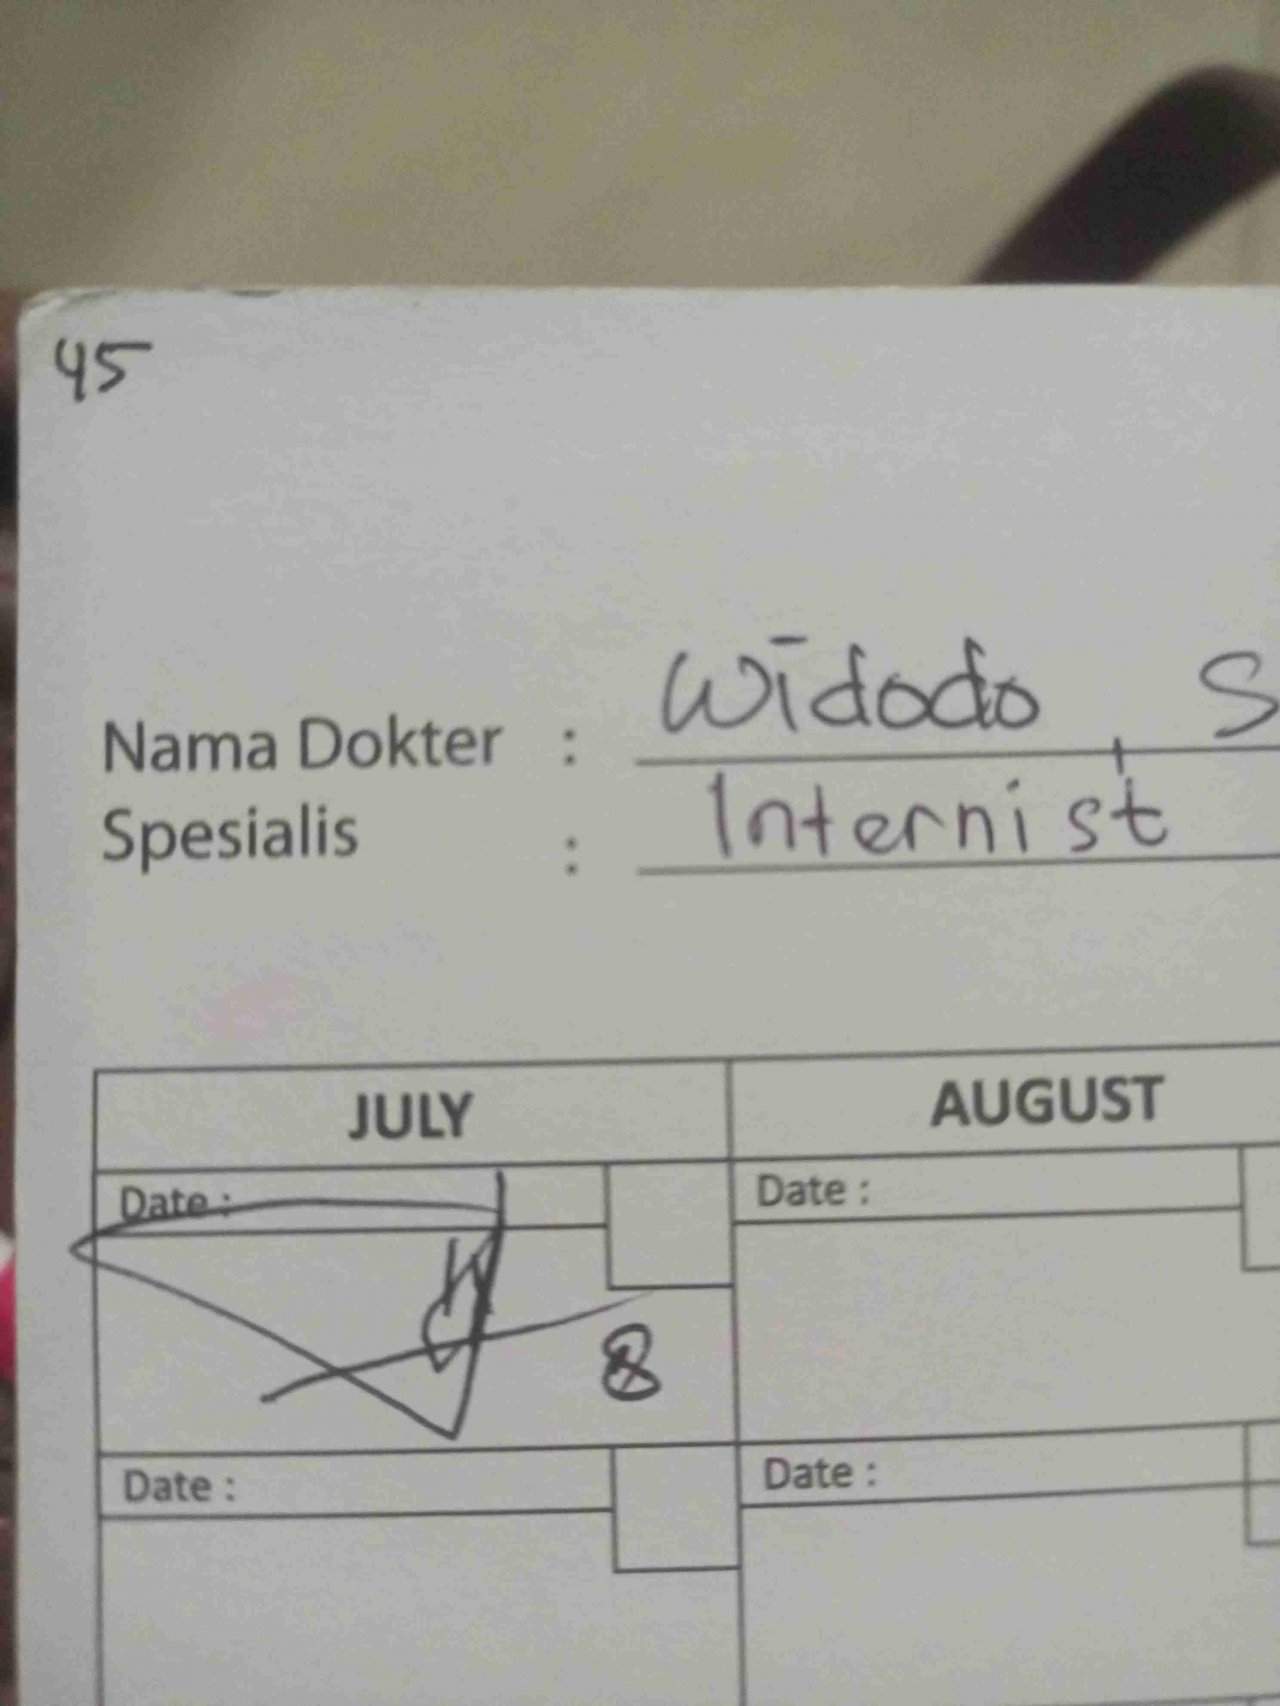 45
Nama Dokter : Widodo, S
Spesialis : Internist
JULY AUGUST
Date : Date :
8
Date : Date :